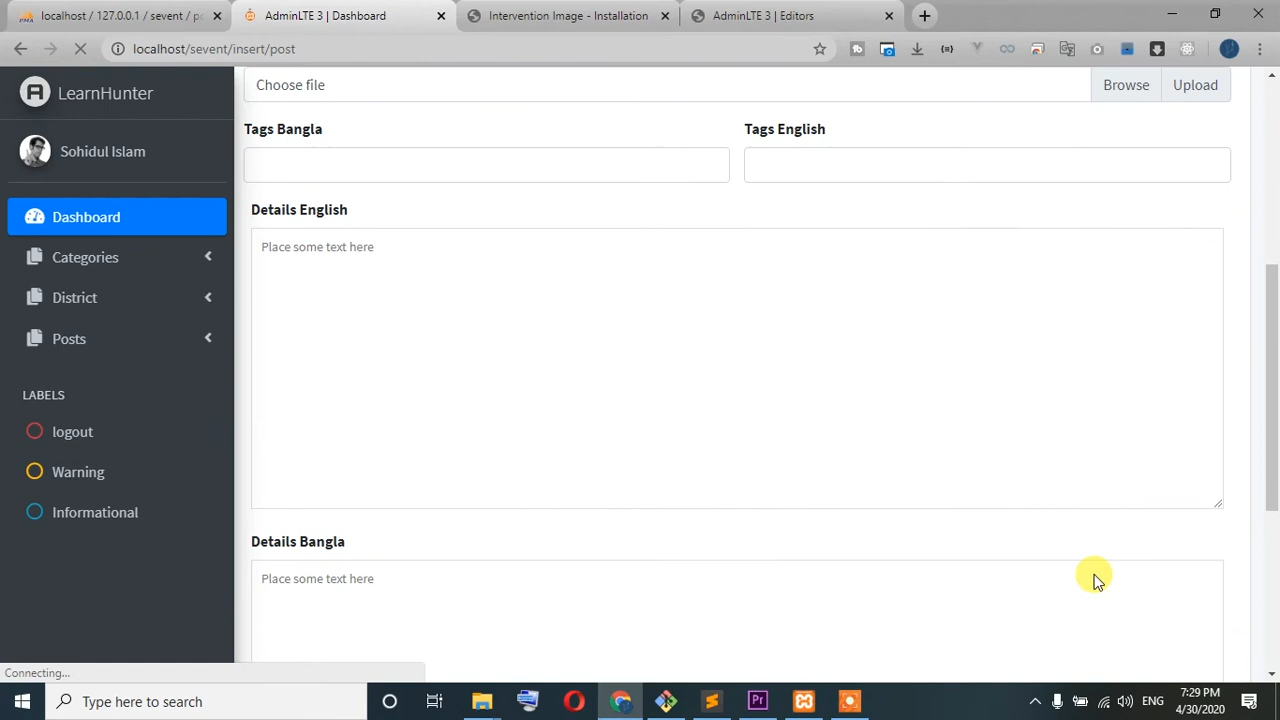 localhost / 127.0.0.1 / sevent / po
AdminLTE 3 | Dashboard
Intervention Image - Installation
AdminLTE 3 | Editors
localhost/sevent/insert/post
LearnHunter
Sohidul Islam
Dashboard
Categories
District
Posts
LABELS
logout
Warning
Informational
Choose file
Browse
Upload
Tags Bangla
Tags English
Details English
Place some text here
Details Bangla
Place some text here
Connecting...
Type here to search
ENG
7:29 PM
4/30/2020